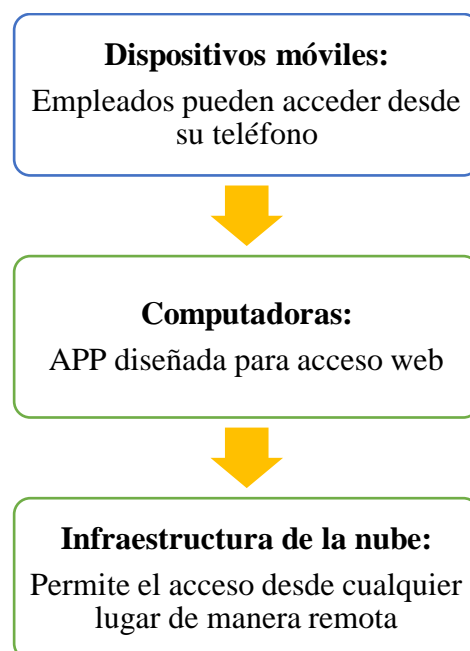 Dispositivos móviles:
Empleados pueden acceder desde
su teléfono
Computadoras:
APP diseñada para acceso web
Infraestructura de la nube:
Permite el acceso desde cualquier
lugar de manera remota